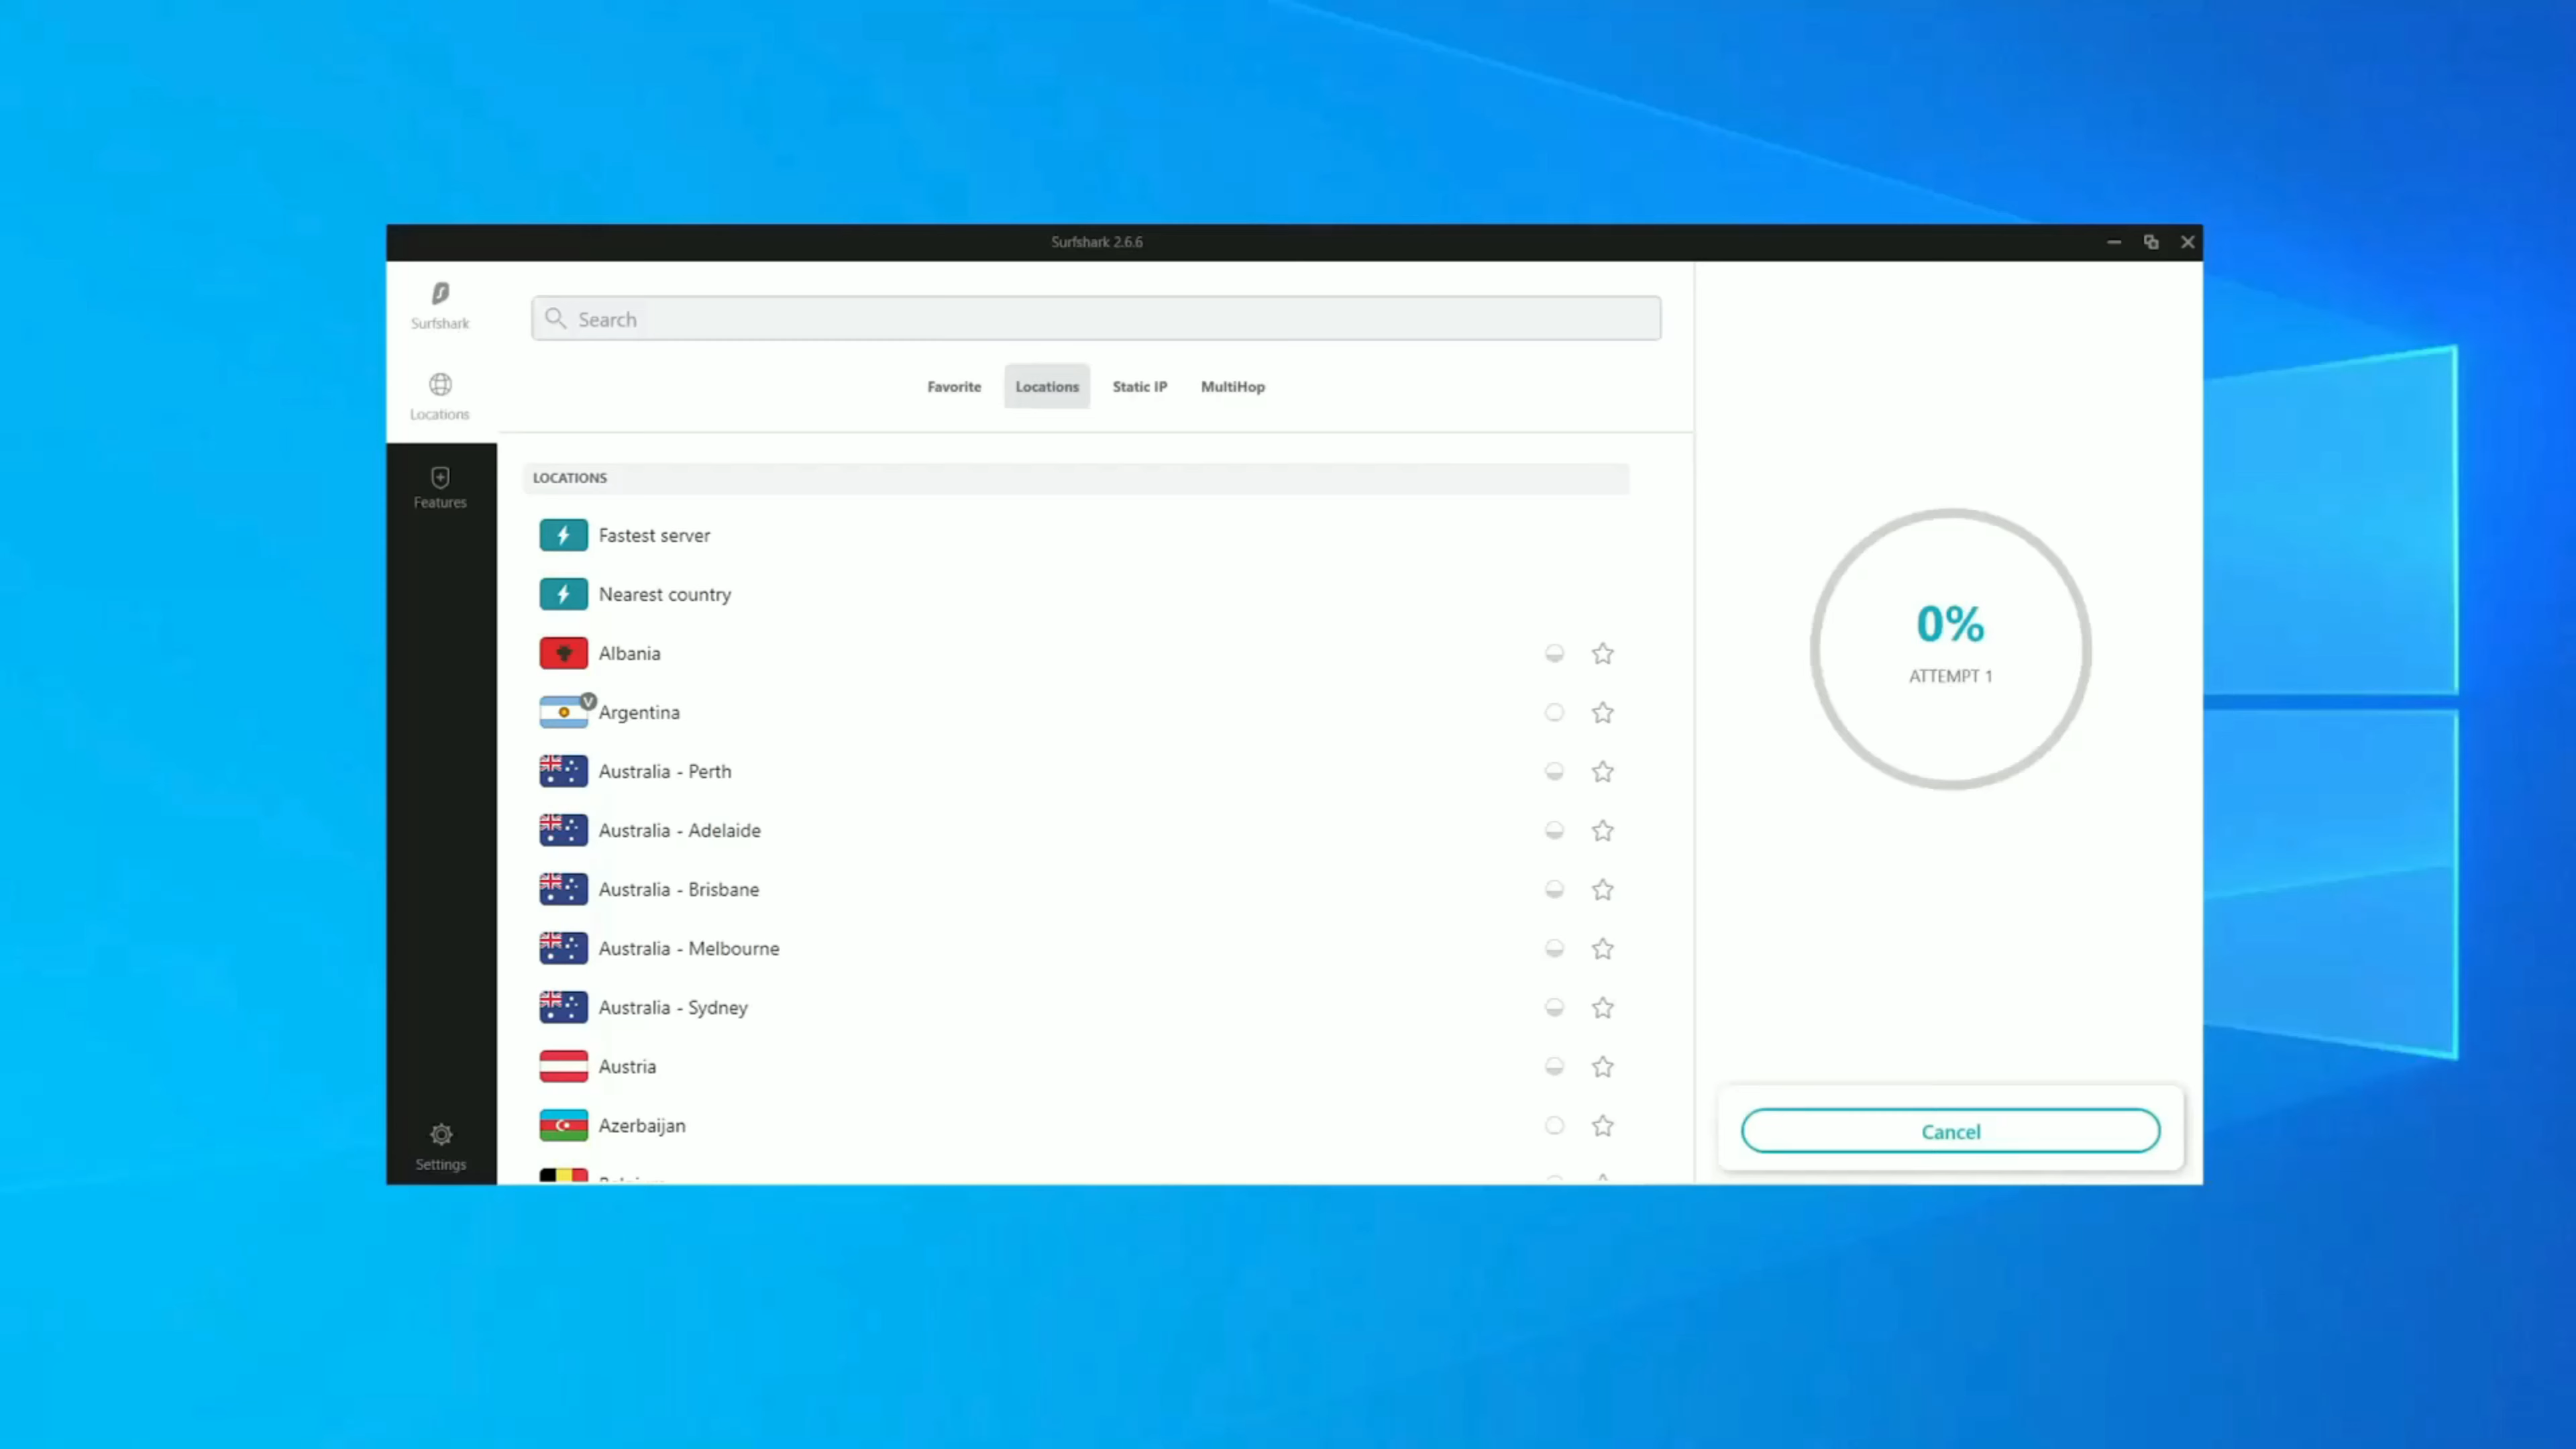 Surfshark 2.6.6
Surfshark
Search
Locations
Favorite Locations Static IP MultiHop
Features
LOCATIONS
Fastest server
Nearest country
Albania
V
Argentina
Australia - Perth
Australia - Adelaide
Australia - Brisbane
Australia - Melbourne
Australia - Sydney
Austria
Azerbaijan
Settings
0%
ATTEMPT 1
Cancel